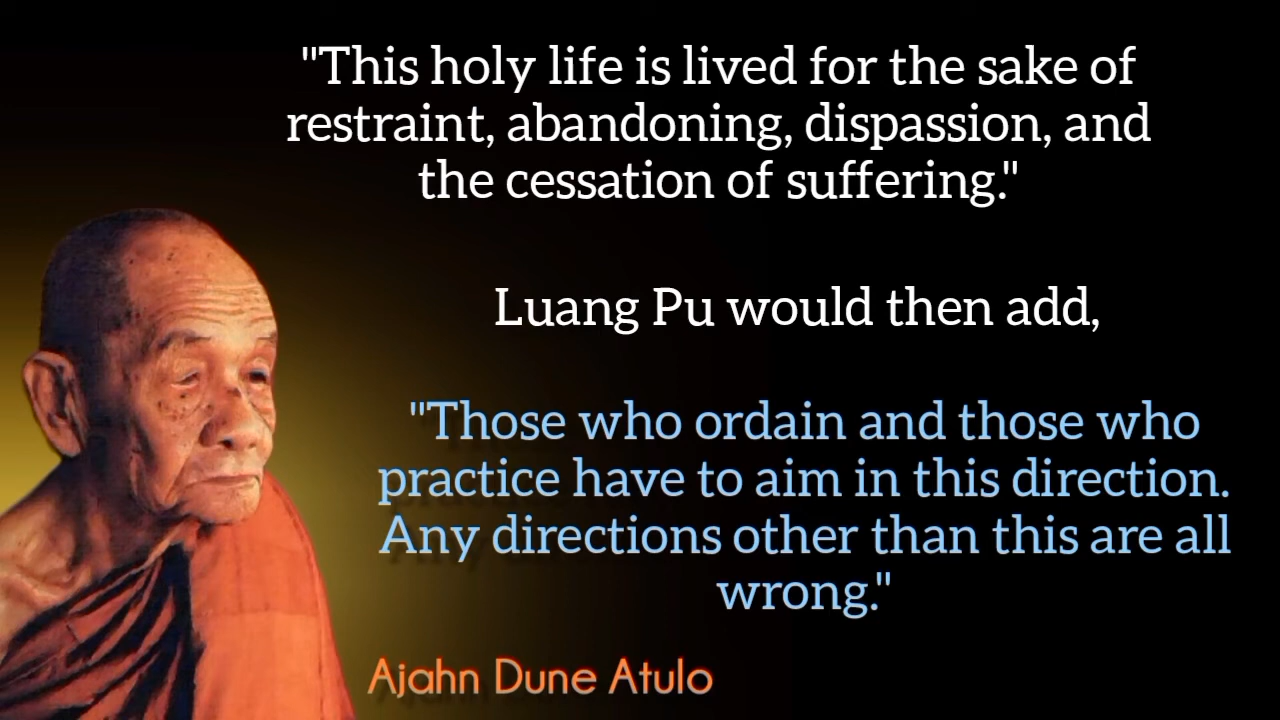 "This holy life is lived for the sake of
restraint, abandoning, dispassion, and
the cessation of suffering."
Luang Pu would then add,
"Those who ordain and those who
practice have to aim in this direction.
Any directions other than this are all
wrong."
Ajahn Dune Atulo